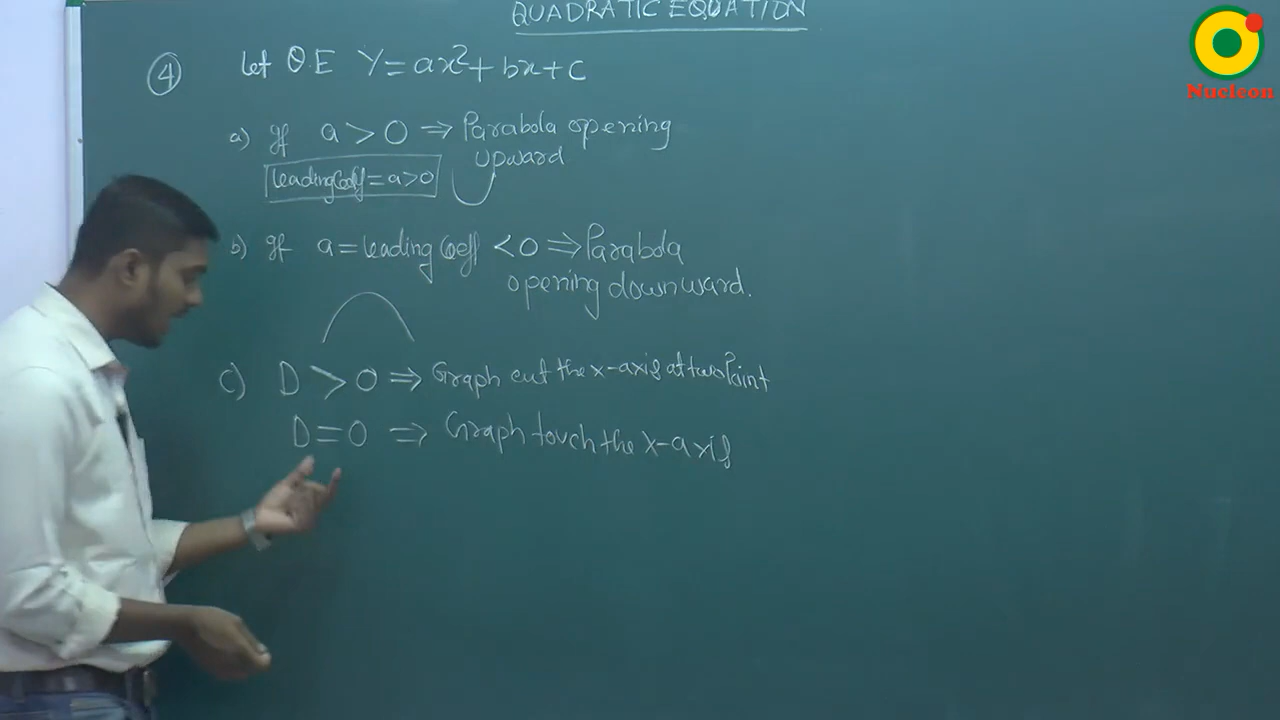 QUADRATIC EQUATION
Nucleon
④ Let Q.E Y=ax²+bx+c
a) If a > 0 ⇒ Parabola opening
upward
leading Coeff = a>0
b) If a = leading Coeff < 0 ⇒ Parabola
opening downward.
c) D > 0 ⇒ Graph cut the x-axis at two Point
D = 0 ⇒ Graph touch the x-axis